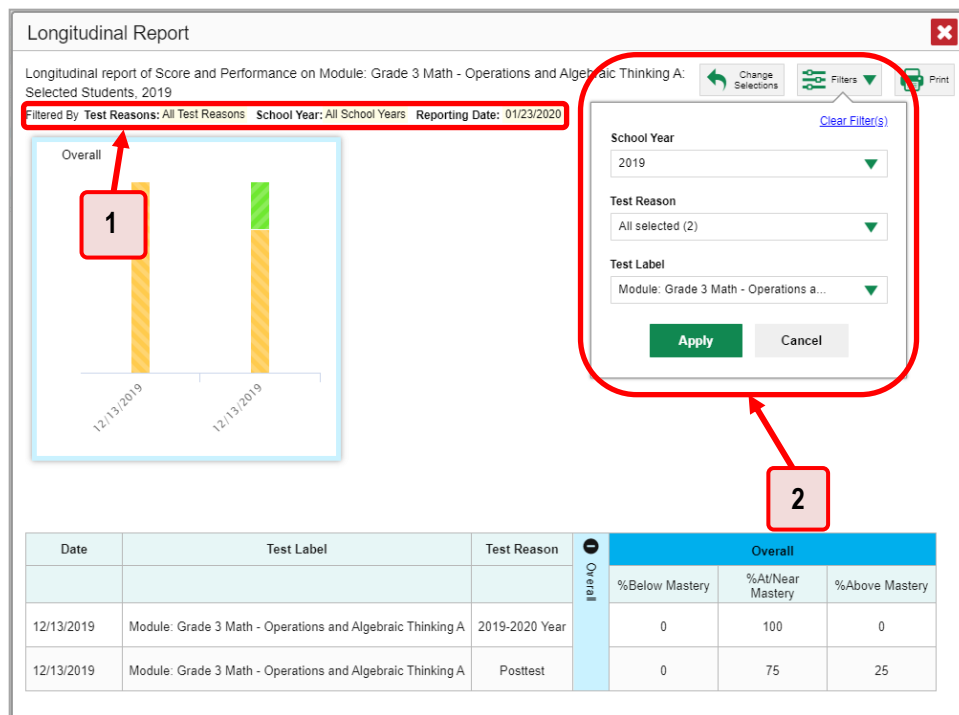 Longitudinal Report
Longitudinal report of Score and Performance on Module: Grade 3 Math - Operations and Algebraic Thinking A:
Selected Students, 2019
Change
Selections
Filters
Print
Filtered By Test Reasons: All Test Reasons School Year: All School Years Reporting Date: 01/23/2020
Clear Filter(s)
School Year
2019
Test Reason
All selected (2)
Test Label
Module: Grade 3 Math - Operations a...
Apply Cancel
Overall
1
12/13/2019 12/13/2019
2
Date Test Label Test Reason Overall Overall
%Below Mastery %At/Near Mastery %Above Mastery
12/13/2019 Module: Grade 3 Math - Operations and Algebraic Thinking A 2019-2020 Year 0 100 0
12/13/2019 Module: Grade 3 Math - Operations and Algebraic Thinking A Posttest 0 75 25